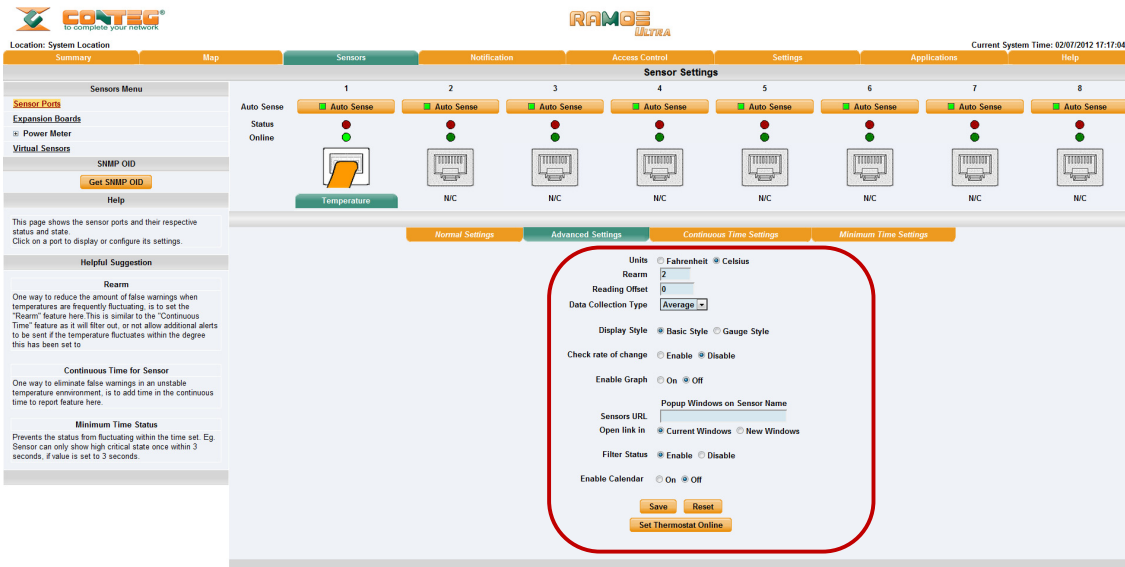 CONTEG®
to complete your network
RAMOS
ULTRA
Location: System Location
Current System Time: 02/07/2012 17:17:04
Summary Map Sensors Notification Access Control Settings Applications Help
Sensor Settings
Sensors Menu
Sensor Ports
Expansion Boards
Power Meter
Virtual Sensors
SNMP OID
Get SNMP OID
Help
This page shows the sensor ports and their respective
status and state.
Click on a port to display or configure its settings.
Helpful Suggestion
Rearm
One way to reduce the amount of false warnings when
temperatures are frequently fluctuating, is to set the
"Rearm" feature here.This is similar to the "Continuous
Time" feature as it will filter out, or not allow additional alerts
to be sent if the temperature fluctuates within the degree
this has been set to
Continuous Time for Sensor
One way to eliminate false warnings in an unstable
temperature ennvironment, is to add time in the continuous
time to report feature here.
Minimum Time Status
Prevents the status from fluctuating within the time set. Eg.
Sensor can only show high critical state once within 3
seconds, if value is set to 3 seconds.
1 2 3 4 5 6 7 8
Auto Sense Auto Sense Auto Sense Auto Sense Auto Sense Auto Sense Auto Sense Auto Sense Auto Sense
Status
Online
Temperature N/C N/C N/C N/C N/C N/C N/C
Normal Settings Advanced Settings Continuous Time Settings Minimum Time Settings
Units Fahrenheit Celsius
Rearm 2
Reading Offset 0
Data Collection Type Average
Display Style Basic Style Gauge Style
Check rate of change Enable Disable
Enable Graph On Off
Popup Windows on Sensor Name
Sensors URL
Open link in Current Windows New Windows
Filter Status Enable Disable
Enable Calendar On Off
Save Reset
Set Thermostat Online